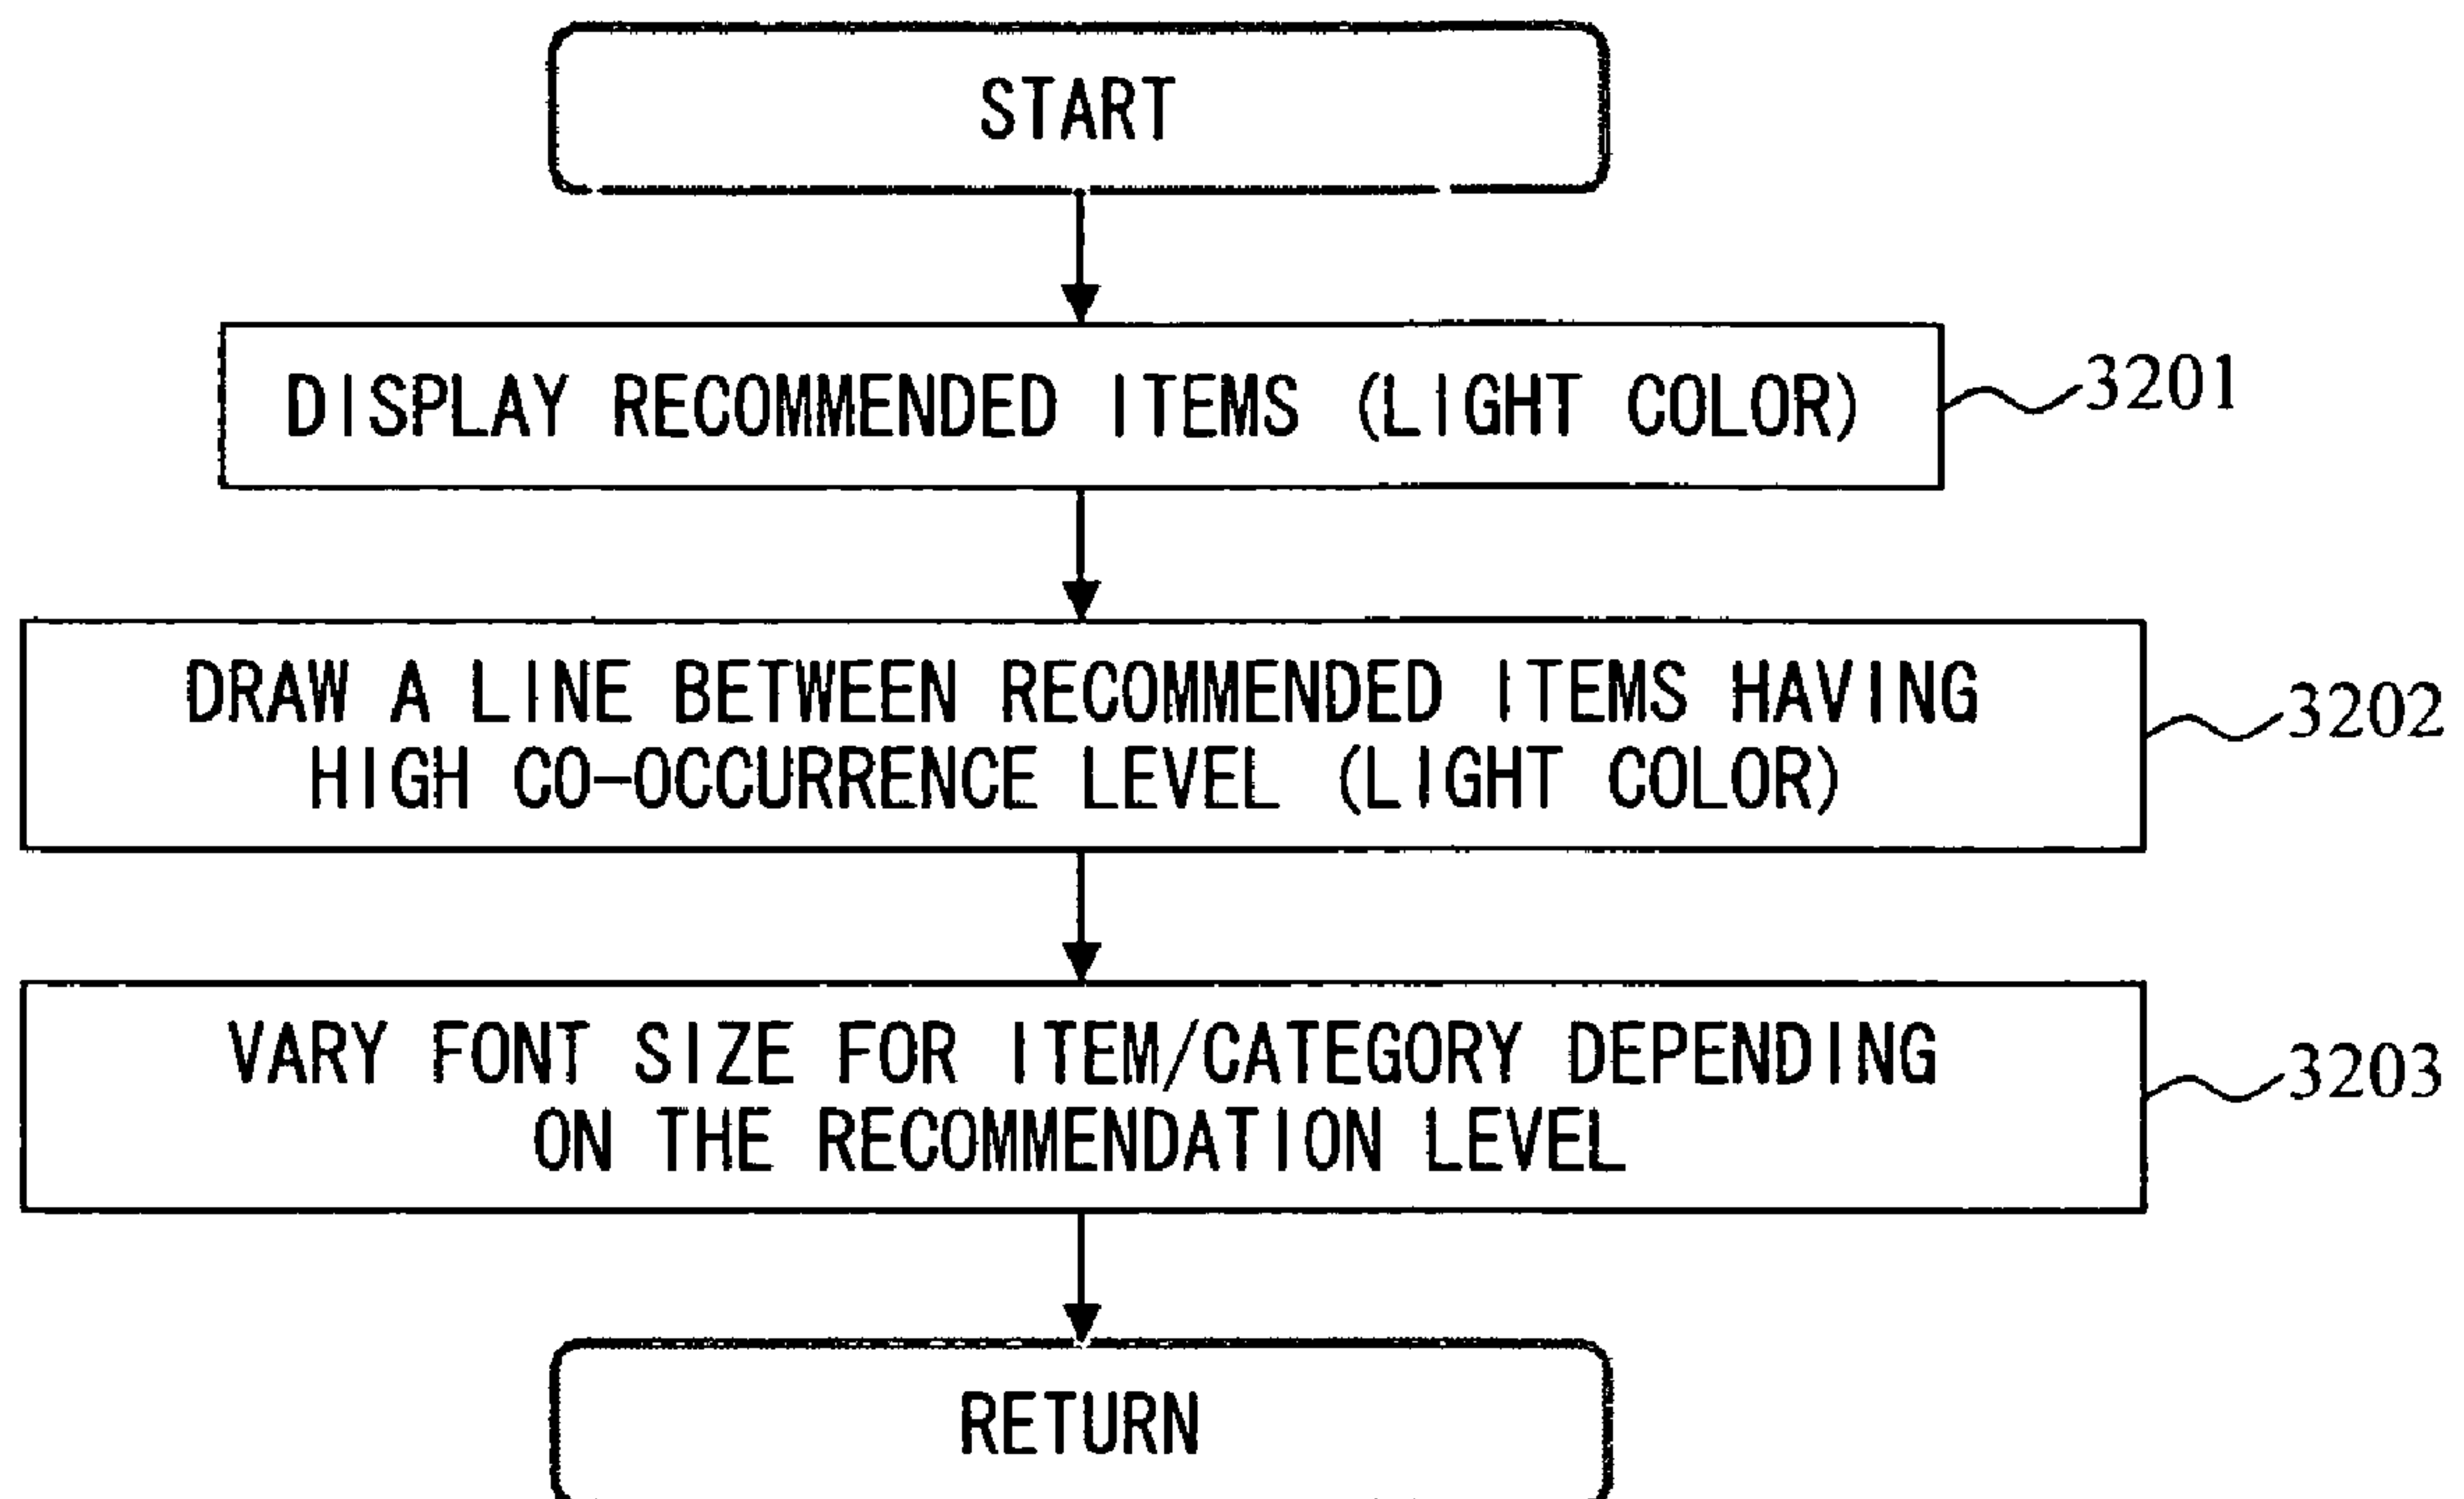 START
DISPLAY RECOMMENDED ITEMS (LIGHT COLOR)
3201
DRAW A LINE BETWEEN RECOMMENDED ITEMS HAVING
HIGH CO-OCCURRENCE LEVEL (LIGHT COLOR)
3202
VARY FONT SIZE FOR ITEM/CATEGORY DEPENDING
ON THE RECOMMENDATION LEVEL
3203
RETURN